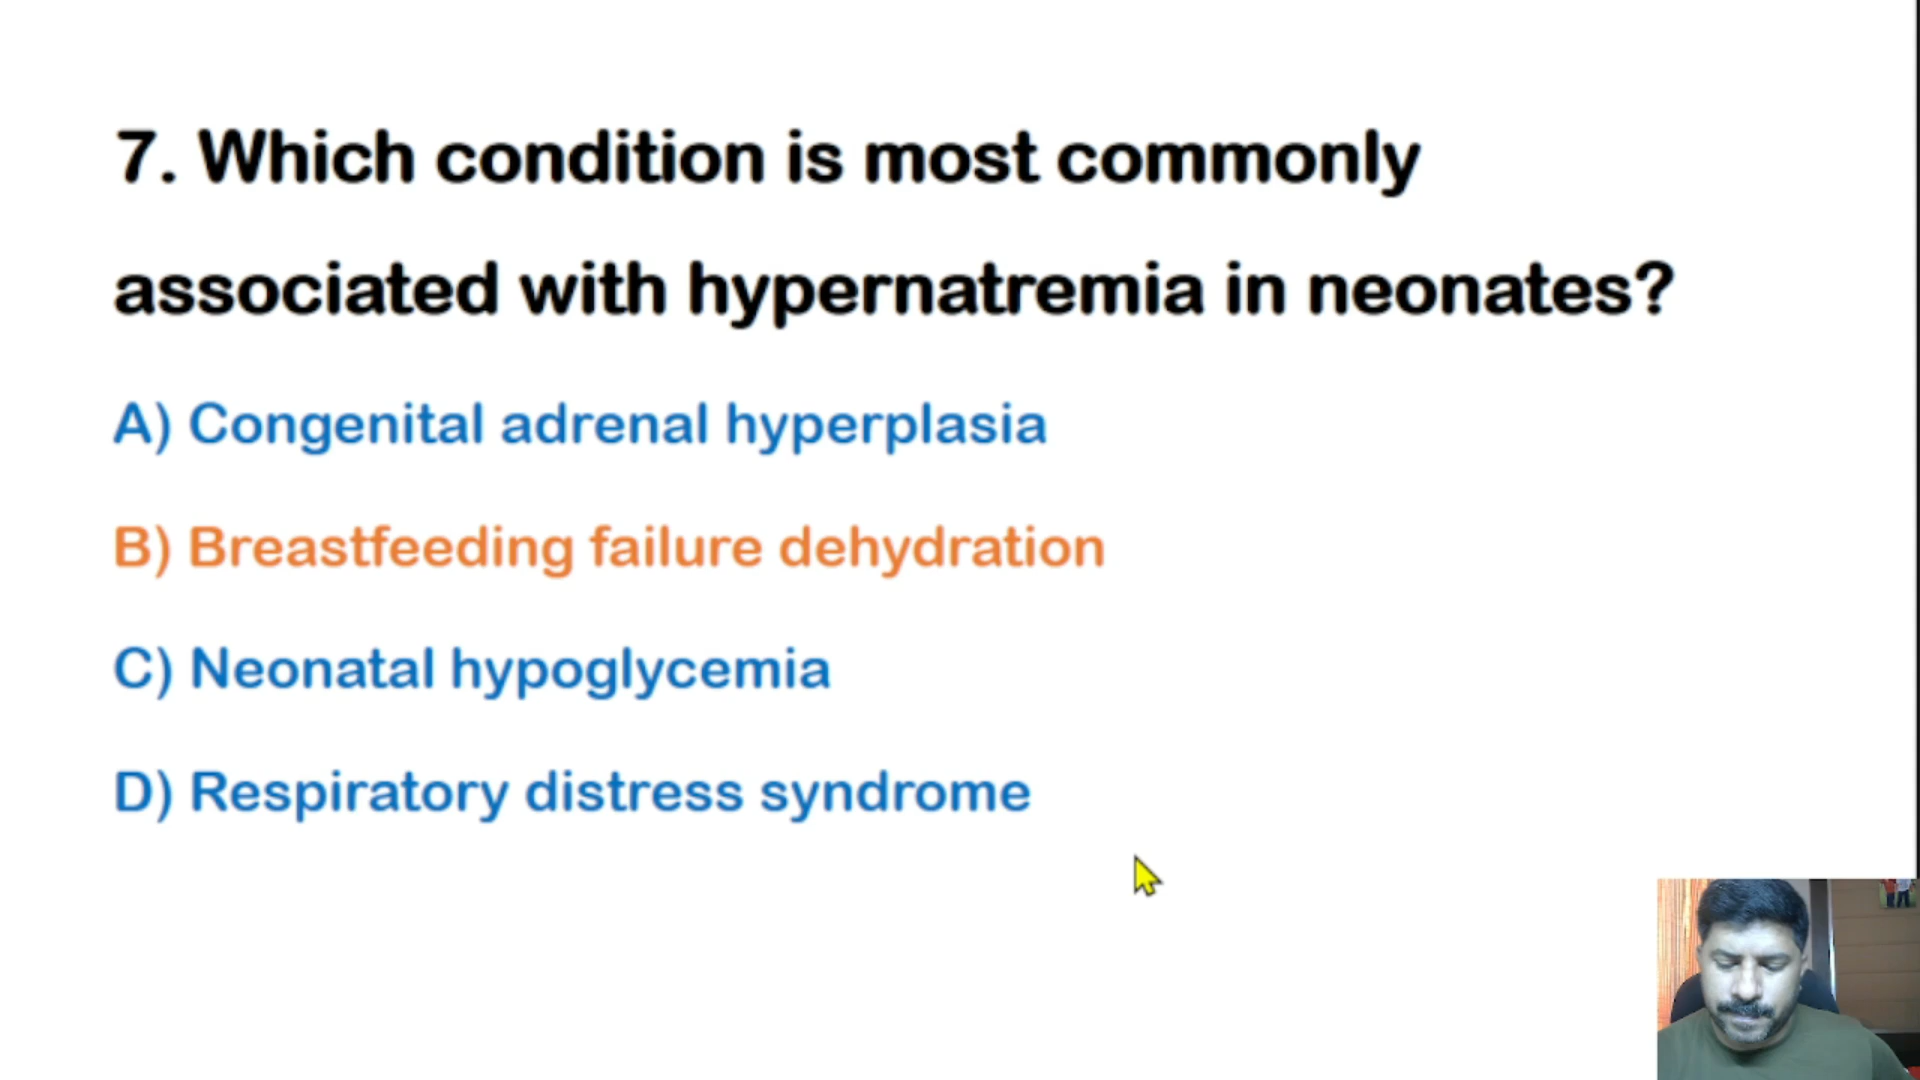 7. Which condition is most commonly
associated with hypernatremia in neonates?
A) Congenital adrenal hyperplasia
B) Breastfeeding failure dehydration
C) Neonatal hypoglycemia
D) Respiratory distress syndrome